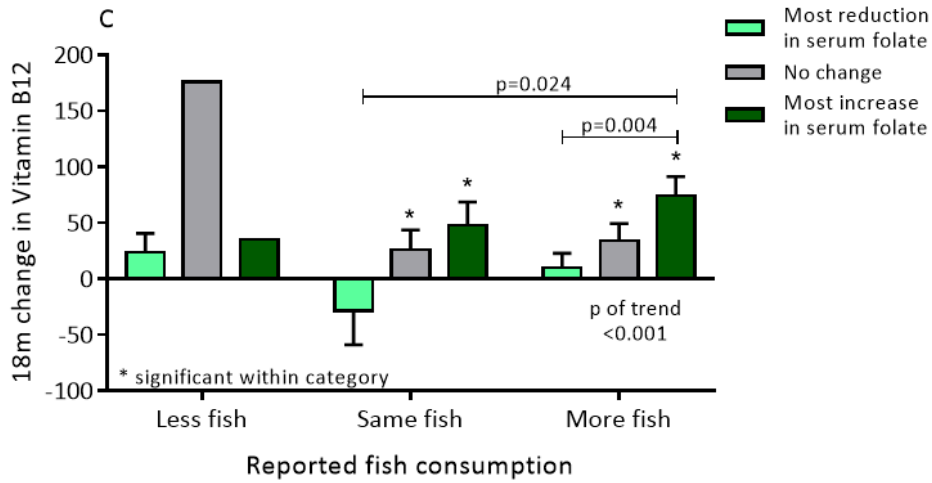 C
Most reduction
in serum folate
No change
Most increase
in serum folate
18m change in Vitamin B12
200
150
100
50
0
-50
-100
p=0.024
p=0.004
*
*
*
*
p of trend
<0.001
* significant within category
Less fish
Same fish
More fish
Reported fish consumption